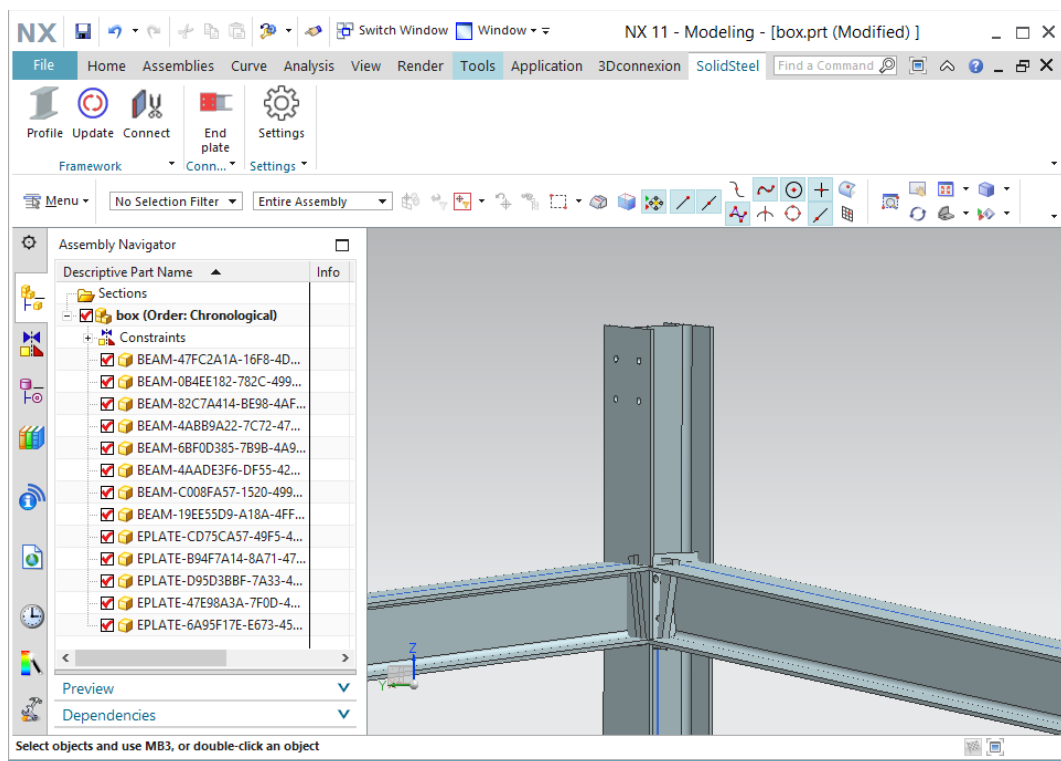 NX Switch Window Window NX 11 - Modeling - [box.prt (Modified) ]
File Home Assemblies Curve Analysis View Render Tools Application 3Dconnexion SolidSteel Find a Command
Profile Update Connect End plate Settings
Framework Conn... Settings
Menu No Selection Filter Entire Assembly
Assembly Navigator
Descriptive Part Name Info
Sections
box (Order: Chronological)
Constraints
BEAM-47FC2A1A-16F8-4D...
BEAM-0B4EE182-782C-499...
BEAM-82C7A414-BE98-4AF...
BEAM-4ABB9A22-7C72-47...
BEAM-6BF0D385-7B9B-4A9...
BEAM-4AADE3F6-DF55-42...
BEAM-C008FA57-1520-499...
BEAM-19EE55D9-A18A-4FF...
EPLATE-CD75CA57-49F5-4...
EPLATE-B94F7A14-8A71-47...
EPLATE-D95D3BBF-7A33-4...
EPLATE-47E98A3A-7F0D-4...
EPLATE-6A95F17E-E673-45...
Z
Y
Preview
Dependencies
Select objects and use MB3, or double-click an object